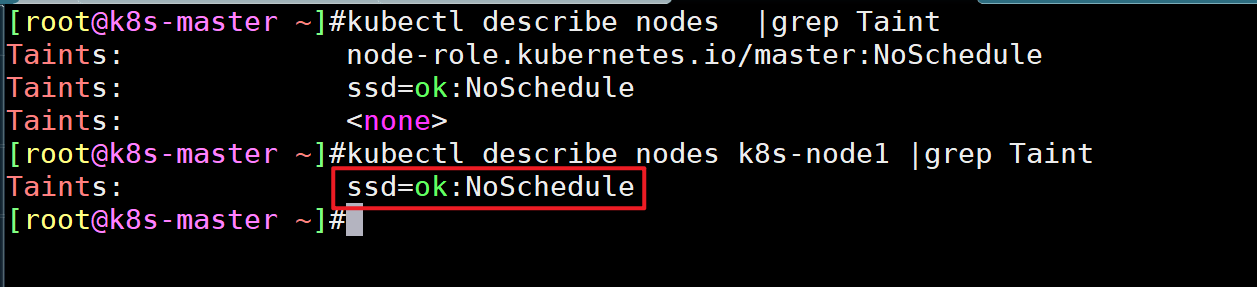 [root@k8s-master ~]#kubectl describe nodes  |grep Taint
Taints:             node-role.kubernetes.io/master:NoSchedule
Taints:             ssd=ok:NoSchedule
Taints:             <none>
[root@k8s-master ~]#kubectl describe nodes k8s-node1 |grep Taint
Taints:             ssd=ok:NoSchedule
[root@k8s-master ~]#